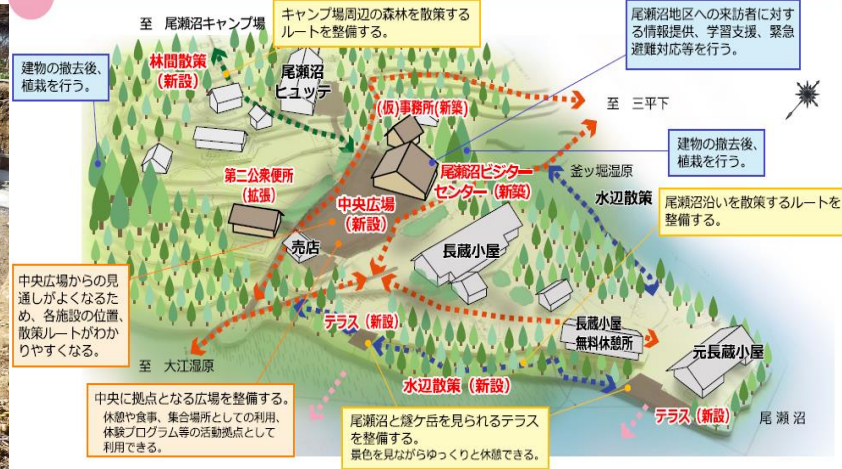 至 尾瀬沼キャンプ場
キャンプ場周辺の森林を散策する
ルートを整備する。
尾瀬沼地区への来訪者に対す
る情報提供、学習支援、緊急
避難対応等を行う。
建物の撤去後、
植栽を行う。
林間散策
(新設)
尾瀬沼
ヒュッテ
(仮)事務所(新築)
至 三平下
建物の撤去後、
植栽を行う。
第二公衆便所
(拡張)
中央広場
(新設)
尾瀬沼ビジター
センター(新築)
釜ッ堀湿原
水辺散策
尾瀬沼沿いを散策するルートを
整備する。
売店
長蔵小屋
中央広場からの見
通しがよくなるた
め、各施設の位置、
散策ルートがわか
りやすくなる。
テラス(新設)
長蔵小屋
無料休憩所
元長蔵小屋
至 大江湿原
水辺散策(新設)
中央に拠点となる広場を整備する。
休憩や食事、集合場所としての利用、
体験プログラム等の活動拠点として
利用できる。
尾瀬沼と燧ケ岳を見られるテラス
を整備する。
景色を見ながらゆっくりと休憩できる。
テラス(新設)
尾瀬沼